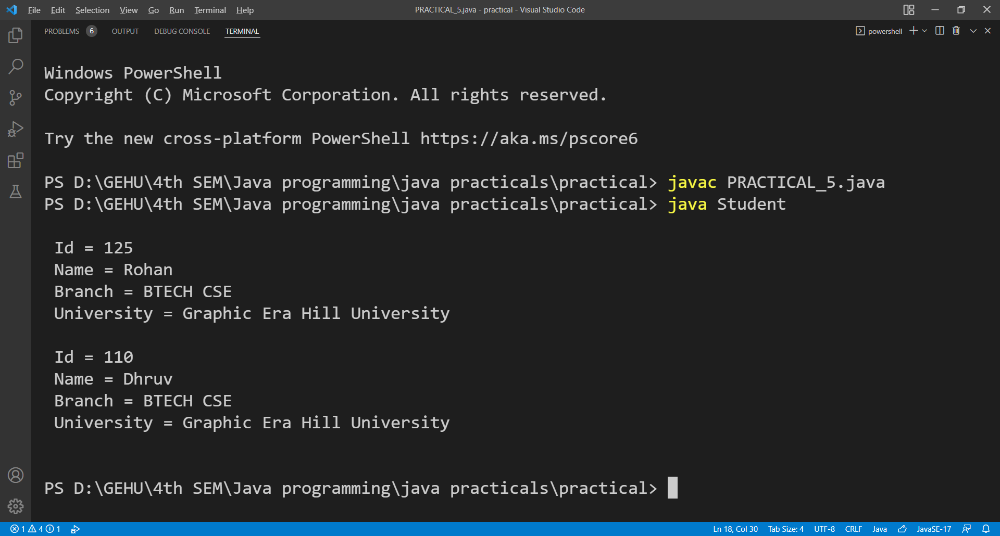 File Edit Selection View Go Run Terminal Help PRACTICAL_5.java - practical - Visual Studio Code
PROBLEMS 6 OUTPUT DEBUG CONSOLE TERMINAL powershell
Windows PowerShell
Copyright (C) Microsoft Corporation. All rights reserved.
Try the new cross-platform PowerShell https://aka.ms/pscore6
PS D:\GEHU\4th SEM\Java programming\java practicals\practical> javac PRACTICAL_5.java
PS D:\GEHU\4th SEM\Java programming\java practicals\practical> java Student
Id = 125
Name = Rohan
Branch = BTECH CSE
University = Graphic Era Hill University
Id = 110
Name = Dhruv
Branch = BTECH CSE
University = Graphic Era Hill University
PS D:\GEHU\4th SEM\Java programming\java practicals\practical>
1 4 1 Ln 18, Col 30 Tab Size: 4 UTF-8 CRLF Java JavaSE-17